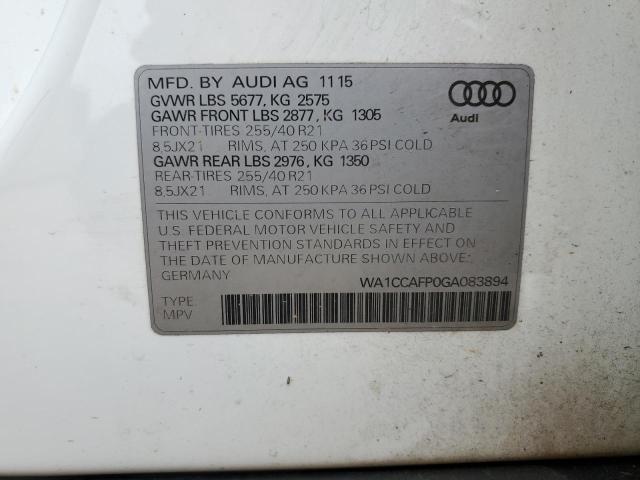 MFD. BY AUDI AG 11 15
GVWR LBS 5677, KG 2575
GAWR FRONT LBS 2877, KG 1305
FRONT-TIRES 255/40 R21
8,5JX21 RIMS, AT 250 KPA 36 PSI COLD
GAWR REAR LBS 2976, KG 1350
REAR-TIRES 255/40 R21
8,5JX21 RIMS, AT 250 KPA 36 PSI COLD
Audi
THIS VEHICLE CONFORMS TO ALL APPLICABLE
U.S. FEDERAL MOTOR VEHICLE SAFETY AND
THEFT PREVENTION STANDARDS IN EFFECT ON
THE DATE OF MANUFACTURE SHOWN ABOVE.
GERMANY
WA1CCAFP0GA083894
TYPE
MPV